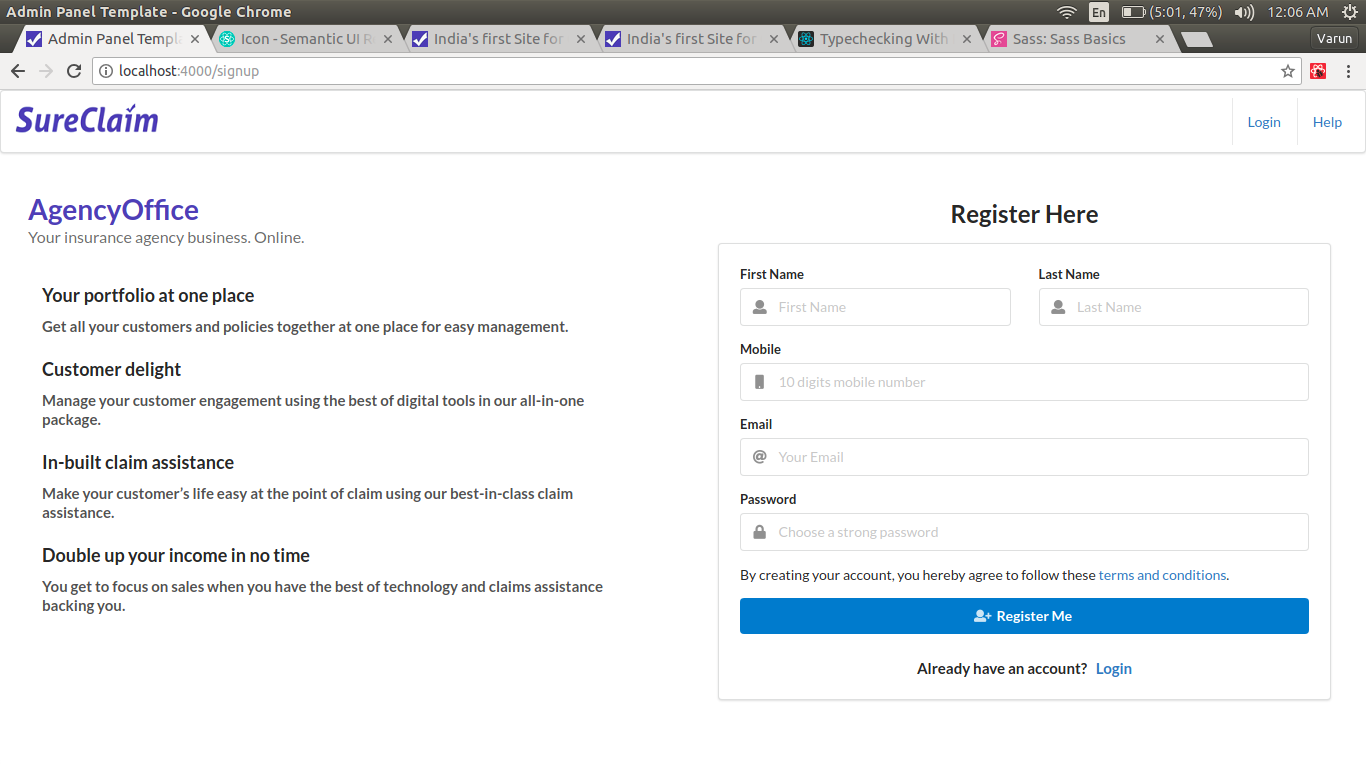 Admin Panel Template - Google Chrome
En
(5:01, 47%)
12:06 AM
Admin Panel Templa
Icon - Semantic UI R
India's first Site for
India's first Site for
Typechecking With
Sass: Sass Basics
Varun
localhost:4000/signup
SureClaim
Login
Help
AgencyOffice
Your insurance agency business. Online.
Your portfolio at one place
Get all your customers and policies together at one place for easy management.
Customer delight
Manage your customer engagement using the best of digital tools in our all-in-one
package.
In-built claim assistance
Make your customer’s life easy at the point of claim using our best-in-class claim
assistance.
Double up your income in no time
You get to focus on sales when you have the best of technology and claims assistance
backing you.
Register Here
First Name
Last Name
First Name
Last Name
Mobile
10 digits mobile number
Email
@ Your Email
Password
Choose a strong password
By creating your account, you hereby agree to follow these terms and conditions.
Register Me
Already have an account? Login